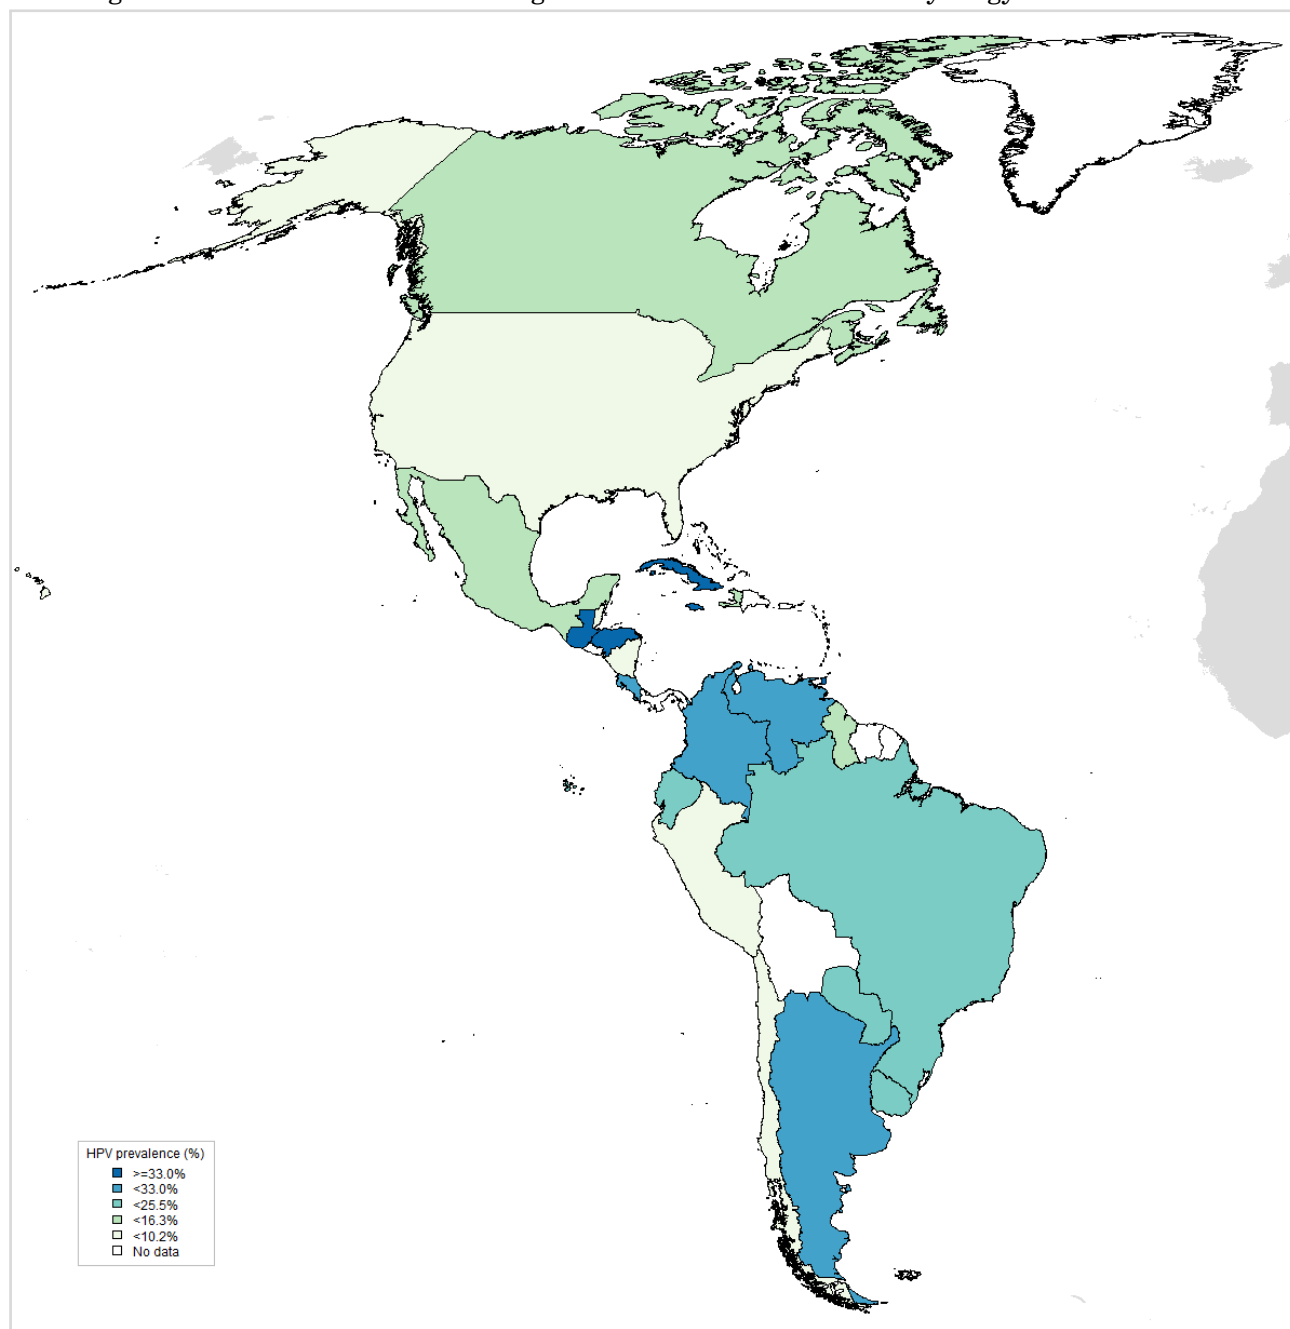 HPV prevalence (%)
>=33.0%
<33.0%
<25.5%
<16.3%
<10.2%
No data